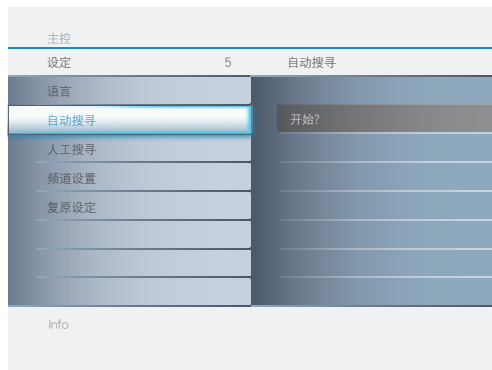 主控
设定 5 自动搜寻
语言
自动搜寻 开始?
人工搜寻
频道设置
复原设定
Info